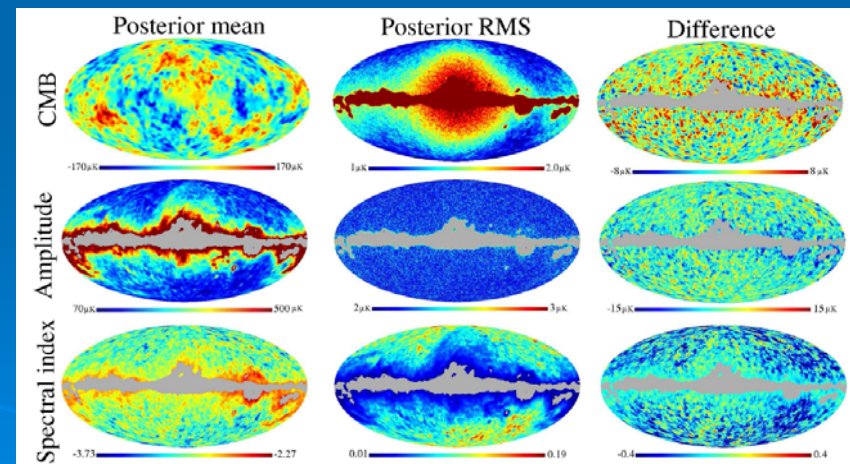 Posterior mean Posterior RMS Difference
CMB
-170μK 170μK 1μK 2.0μK -8μK 8μK
Amplitude
70μK 500μK 2μK 3μK -15μK 15μK
Spectral index
-3.73 -2.27 0.01 0.19 -0.4 0.4